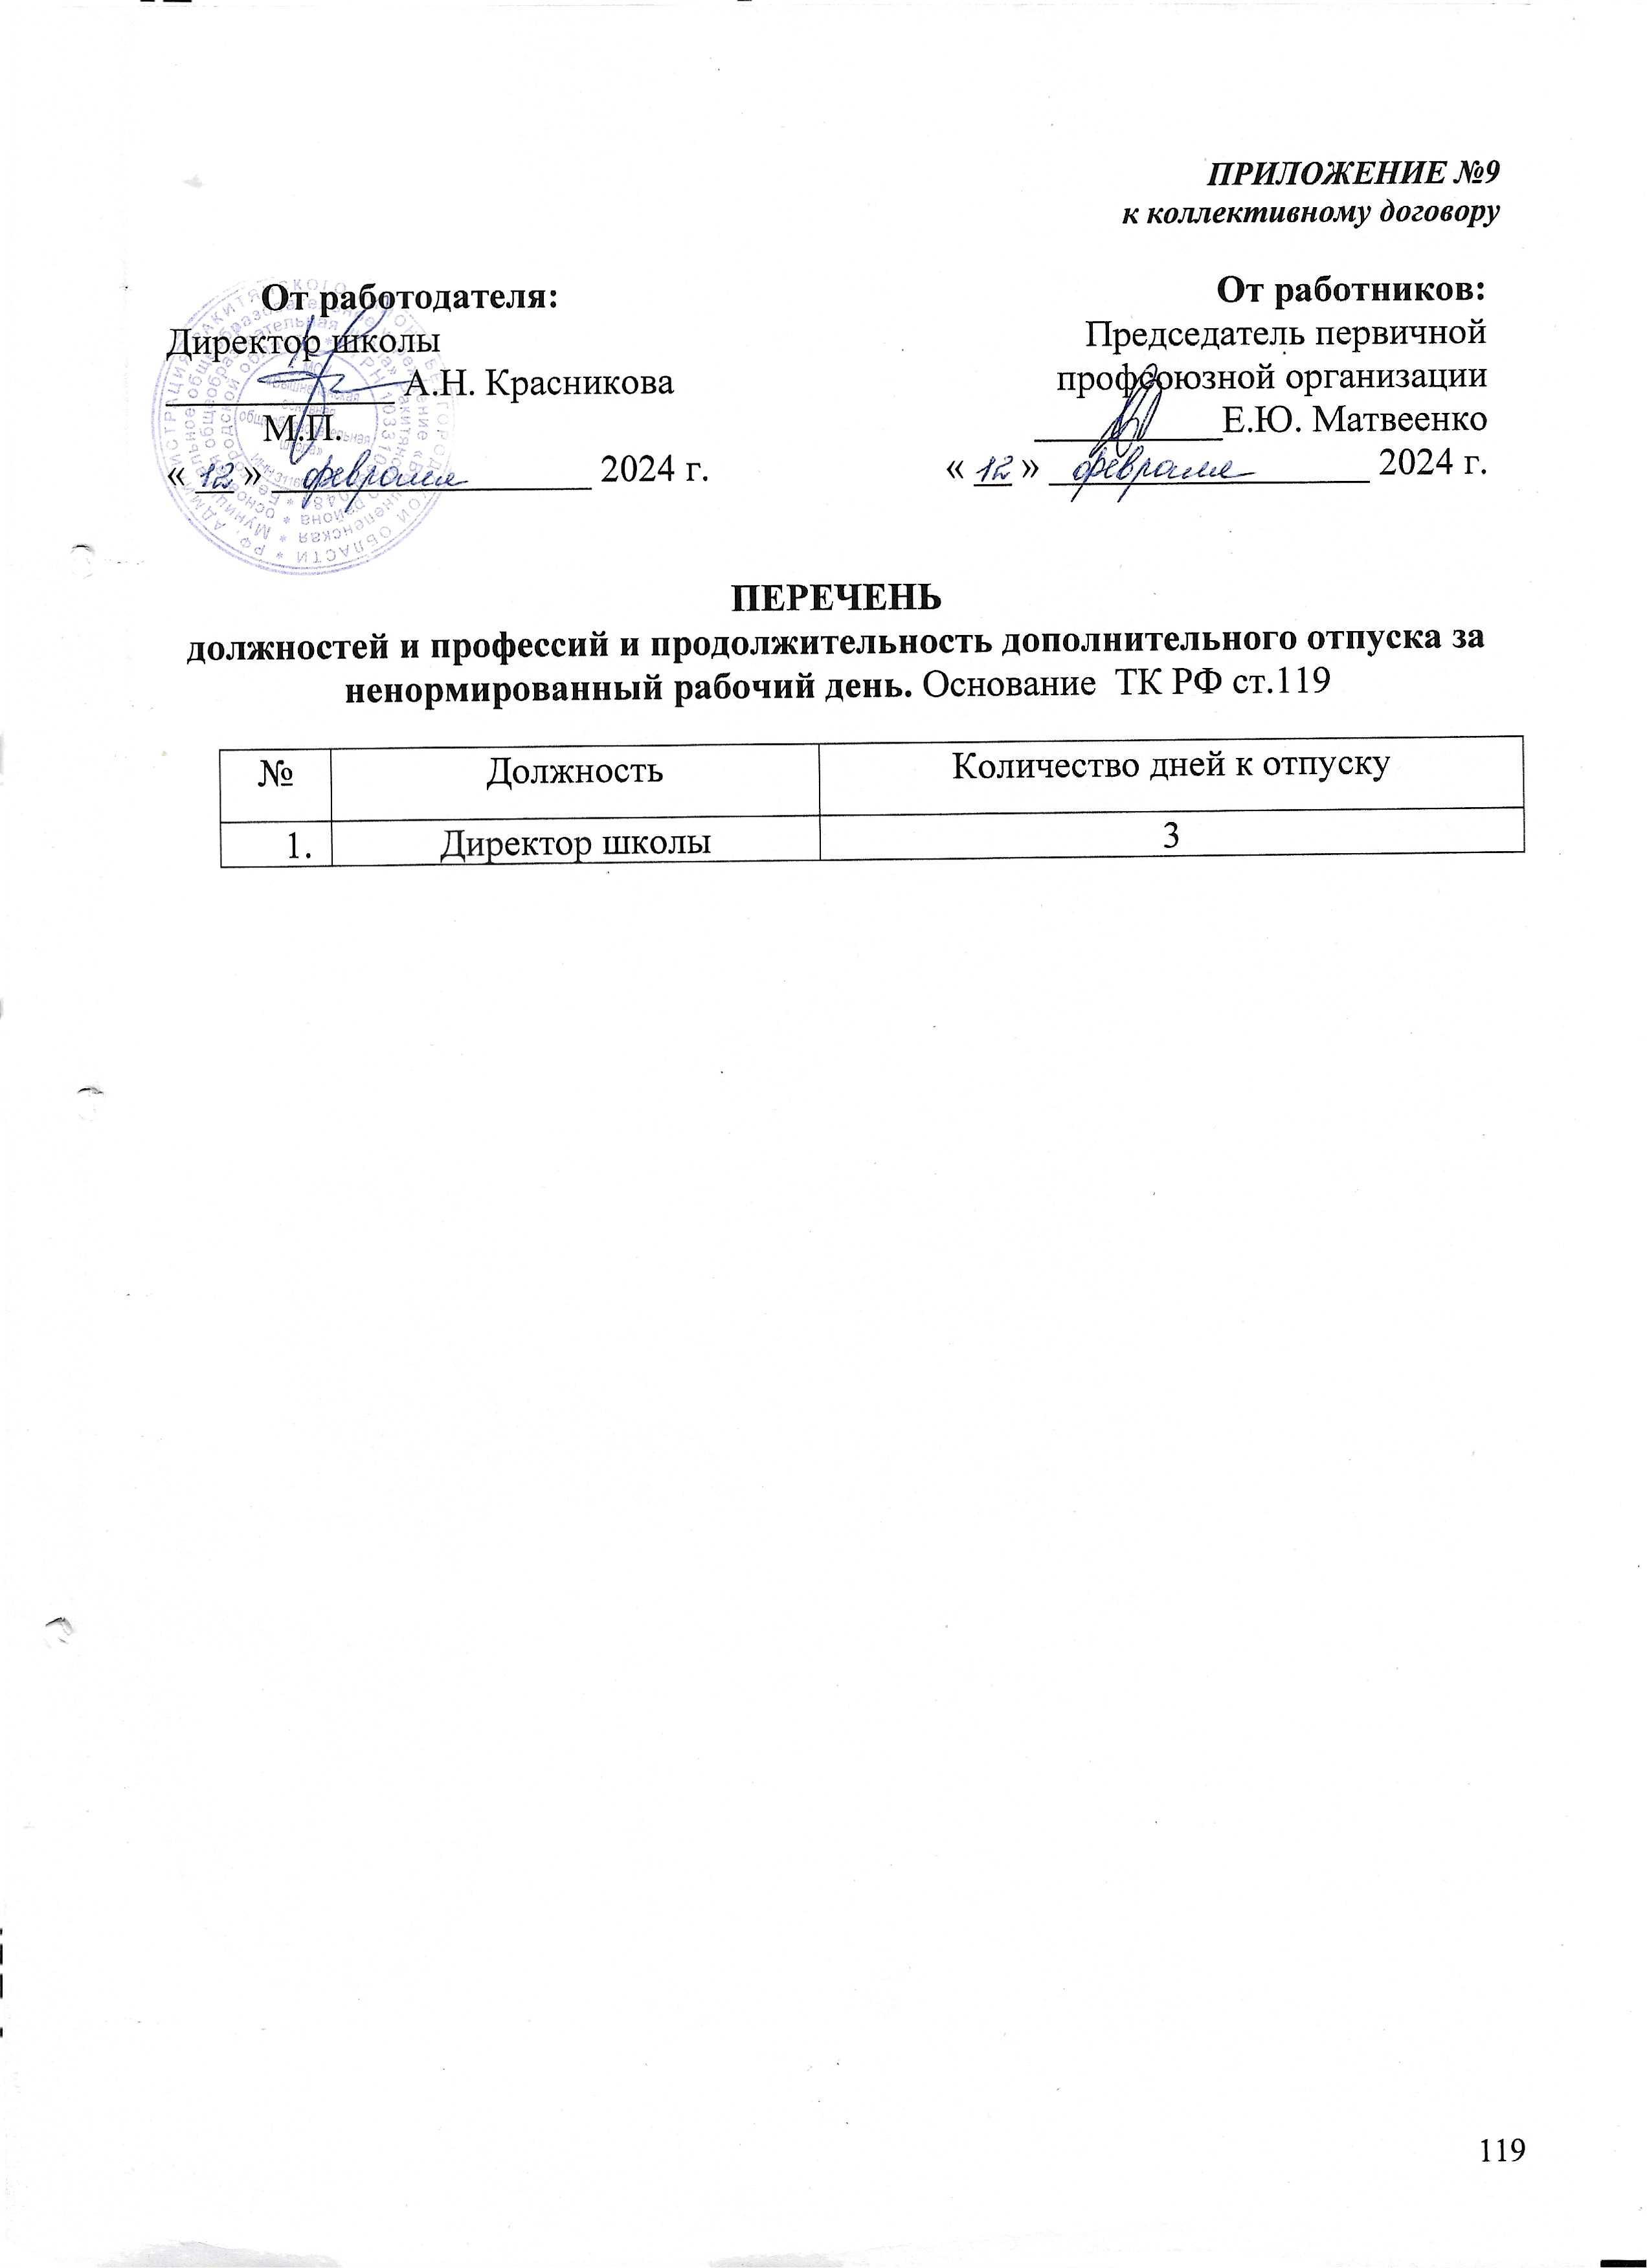 ПРИЛОЖЕНИЕ №9
к коллективному договору
От работодателя:
Директор школы
____________ А.Н. Красникова
М.П.
« 12 » февраля 2024 г.
От работников:
Председатель первичной
профсоюзной организации
__________Е.Ю. Матвеенко
« 12 » февраля 2024 г.
ПЕРЕЧЕНЬ
должностей и профессий и продолжительность дополнительного отпуска за
ненормированный рабочий день. Основание ТК РФ ст.119
№ Должность Количество дней к отпуску
1. Директор школы 3
119